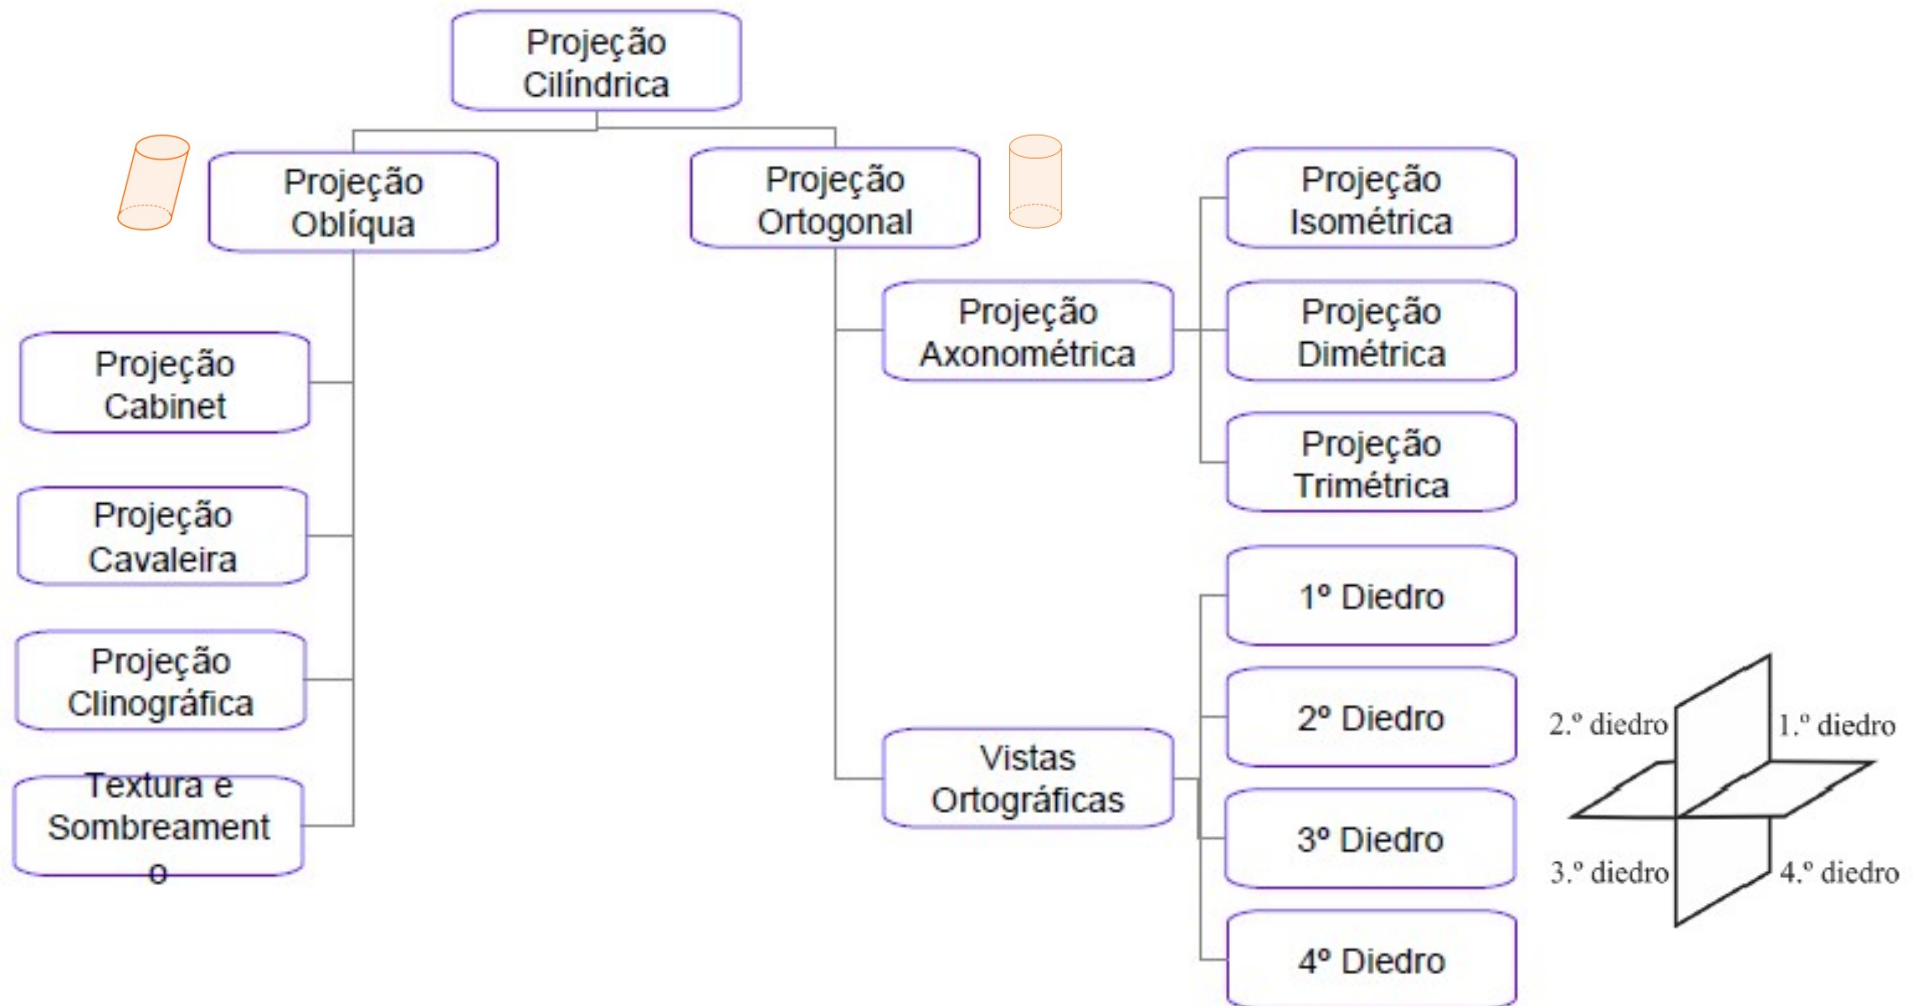 Projeção
Cilíndrica
Projeção
Oblíqua
Projeção
Cabinet
Projeção
Cavaleira
Projeção
Clinográfica
Textura e
Sombreament
o
Projeção
Ortogonal
Projeção
Axonométrica
Projeção
Isométrica
Projeção
Dimétrica
Projeção
Trimétrica
Vistas
Ortográficas
1º Diedro
2º Diedro
3º Diedro
4º Diedro
2.º diedro
1.º diedro
3.º diedro
4.º diedro